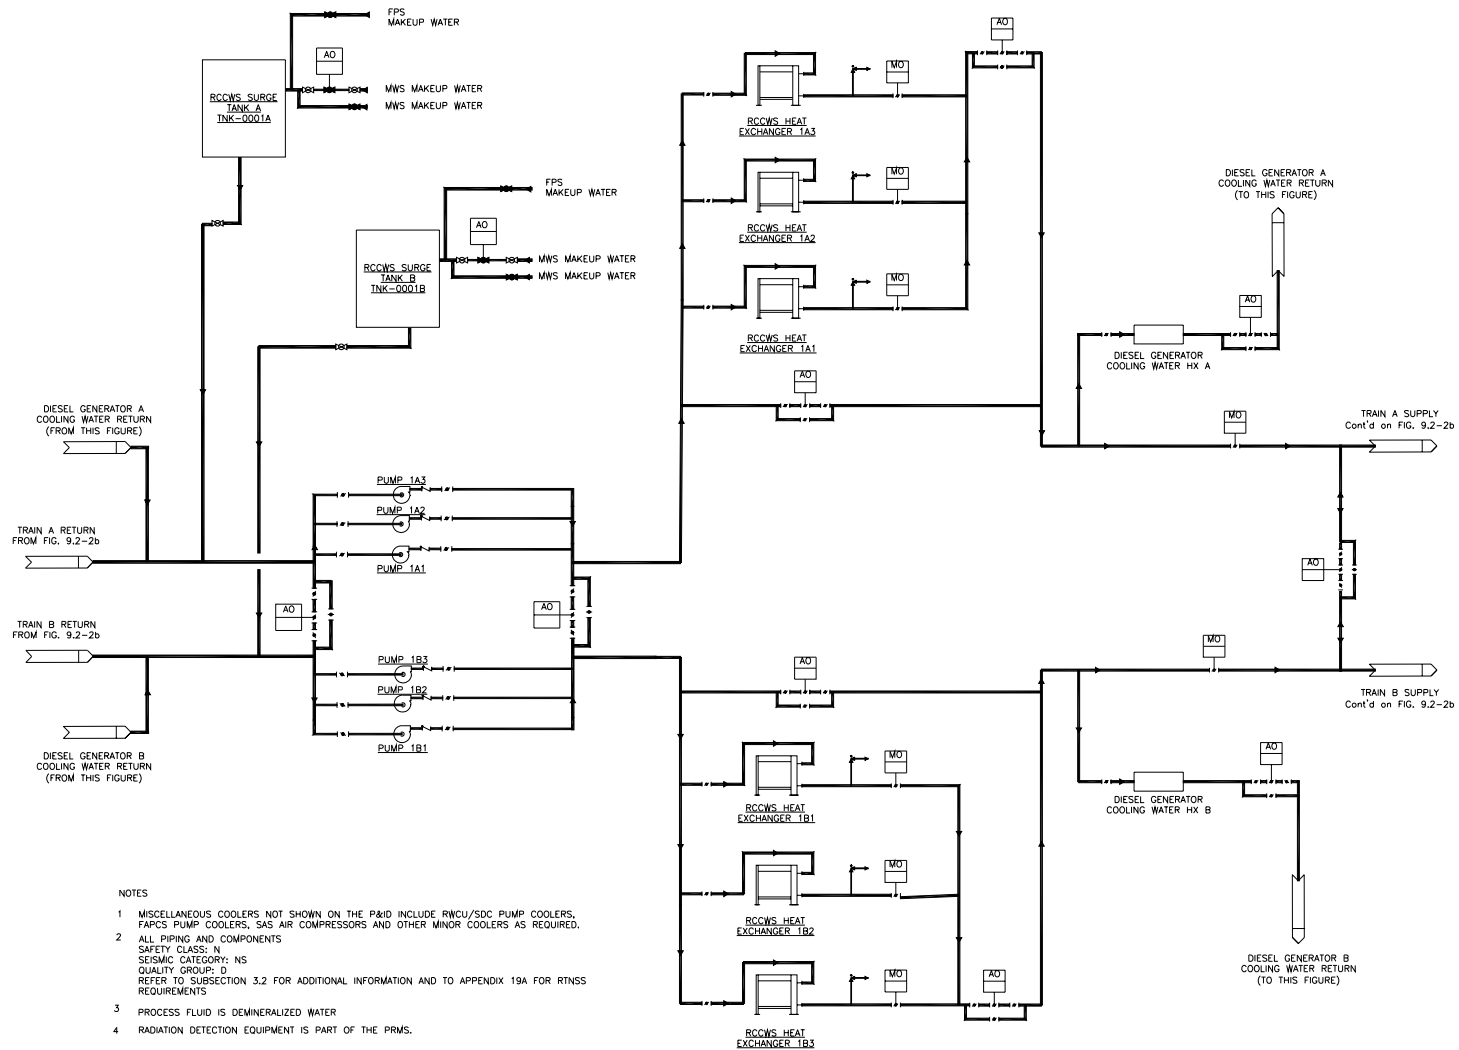 FPS
MAKEUP WATER
AO
MWS MAKEUP WATER
MWS MAKEUP WATER
RCCWS SURGE
TANK A
TNK-0001A
FPS
MAKEUP WATER
AO
MWS MAKEUP WATER
MWS MAKEUP WATER
RCCWS SURGE
TANK B
TNK-0001B
AO
MO
RCCWS HEAT
EXCHANGER 1A3
MO
RCCWS HEAT
EXCHANGER 1A2
MO
RCCWS HEAT
EXCHANGER 1A1
AO
DIESEL GENERATOR A
COOLING WATER RETURN
(TO THIS FIGURE)
AO
DIESEL GENERATOR
COOLING WATER HX A
MO
TRAIN A SUPPLY
Cont'd on FIG. 9.2-2b
DIESEL GENERATOR A
COOLING WATER RETURN
(FROM THIS FIGURE)
TRAIN A RETURN
FROM FIG. 9.2-2b
PUMP 1A3
PUMP 1A2
PUMP 1A1
AO
AO
AO
TRAIN B RETURN
FROM FIG. 9.2-2b
PUMP 1B3
PUMP 1B2
PUMP 1B1
DIESEL GENERATOR B
COOLING WATER RETURN
(FROM THIS FIGURE)
AO
MO
TRAIN B SUPPLY
Cont'd on FIG. 9.2-2b
MO
RCCWS HEAT
EXCHANGER 1B1
MO
RCCWS HEAT
EXCHANGER 1B2
MO
RCCWS HEAT
EXCHANGER 1B3
AO
AO
DIESEL GENERATOR
COOLING WATER HX B
DIESEL GENERATOR B
COOLING WATER RETURN
(TO THIS FIGURE)
NOTES
1 MISCELLANEOUS COOLERS NOT SHOWN ON THE P&ID INCLUDE RWCU/SDC PUMP COOLERS,
FAPCS PUMP COOLERS, SAS AIR COMPRESSORS AND OTHER MINOR COOLERS AS REQUIRED.
2 ALL PIPING AND COMPONENTS
SAFETY CLASS: N
SEISMIC CATEGORY: NS
QUALITY GROUP: D
REFER TO SUBSECTION 3.2 FOR ADDITIONAL INFORMATION AND TO APPENDIX 19A FOR RTNSS
REQUIREMENTS
3 PROCESS FLUID IS DEMINERALIZED WATER
4 RADIATION DETECTION EQUIPMENT IS PART OF THE PRMS.